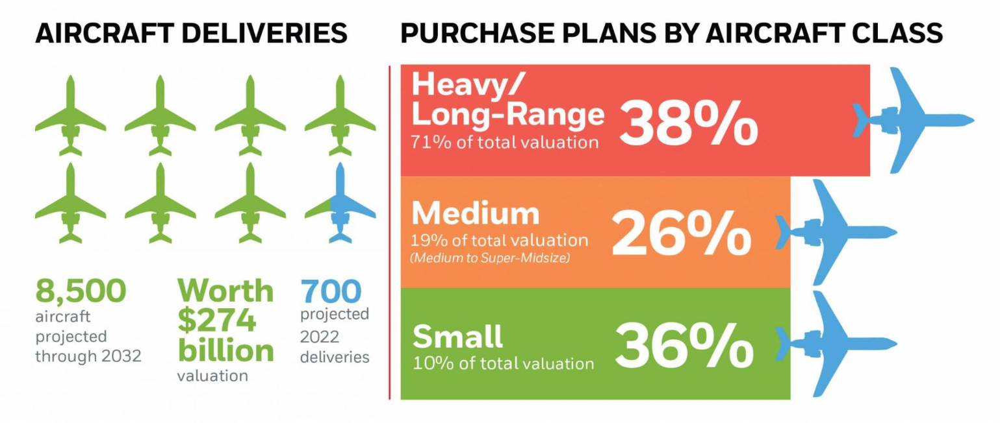 AIRCRAFT DELIVERIES
8,500
aircraft
projected
through 2032
Worth
$274
billion
valuation
700
projected
2022
deliveries
PURCHASE PLANS BY AIRCRAFT CLASS
Heavy/
Long-Range
71% of total valuation
38%
Medium
19% of total valuation
(Medium to Super-Midsize)
26%
Small
10% of total valuation
36%